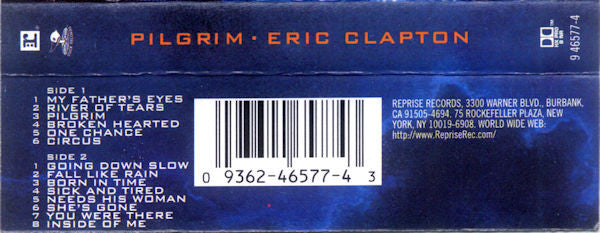 PILGRIM · ERIC CLAPTON
9 46577-4
SIDE 1
1 MY FATHER'S EYES
2 RIVER OF TEARS
3 PILGRIM
4 BROKEN HEARTED
5 ONE CHANCE
6 CIRCUS
SIDE 2
1 GOING DOWN SLOW
2 FALL LIKE RAIN
3 BORN IN TIME
4 SICK AND TIRED
5 NEEDS HIS WOMAN
6 SHE'S GONE
7 YOU WERE THERE
8 INSIDE OF ME
0 9362-46577-4 3
REPRISE RECORDS, 3300 WARNER BLVD., BURBANK,
CA 91505-4694. 75 ROCKEFELLER PLAZA, NEW
YORK, NY 10019-6908. WORLD WIDE WEB:
http://www.RepriseRec.com/